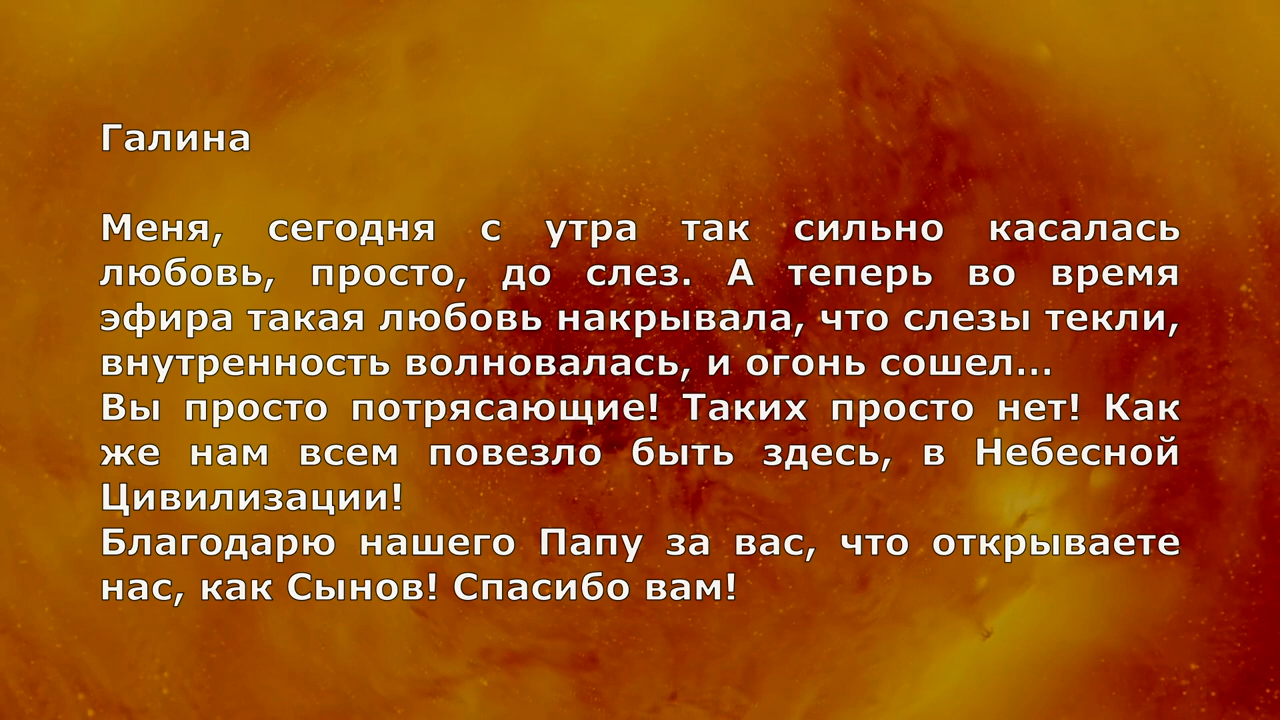 Галина
Меня, сегодня с утра так сильно касалась
любовь, просто, до слез. А теперь во время
эфира такая любовь накрывала, что слезы текли,
внутренность волновалась, и огонь сошел...
Вы просто потрясающие! Таких просто нет! Как
же нам всем повезло быть здесь, в Небесной
Цивилизации!
Благодарю нашего Папу за вас, что открываете
нас, как Сынов! Спасибо вам!